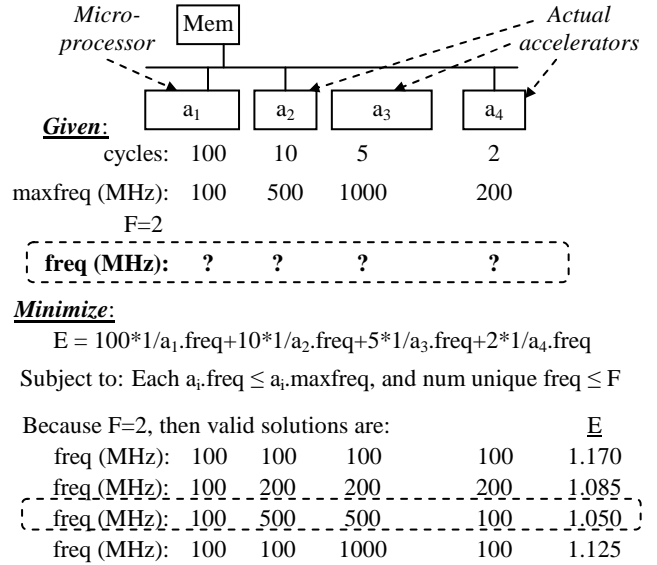 Micro-processor
Mem
Actual accelerators
a1 a2 a3 a4
Given:
cycles: 100 10 5 2
maxfreq (MHz): 100 500 1000 200
F=2
freq (MHz): ? ? ? ?
Minimize:
E = 100*1/a1.freq+10*1/a2.freq+5*1/a3.freq+2*1/a4.freq
Subject to: Each ai.freq ≤ ai.maxfreq, and num unique freq ≤ F
Because F=2, then valid solutions are: E
freq (MHz): 100 100 100 100 1.170
freq (MHz): 100 200 200 200 1.085
freq (MHz): 100 500 500 100 1.050
freq (MHz): 100 100 1000 100 1.125